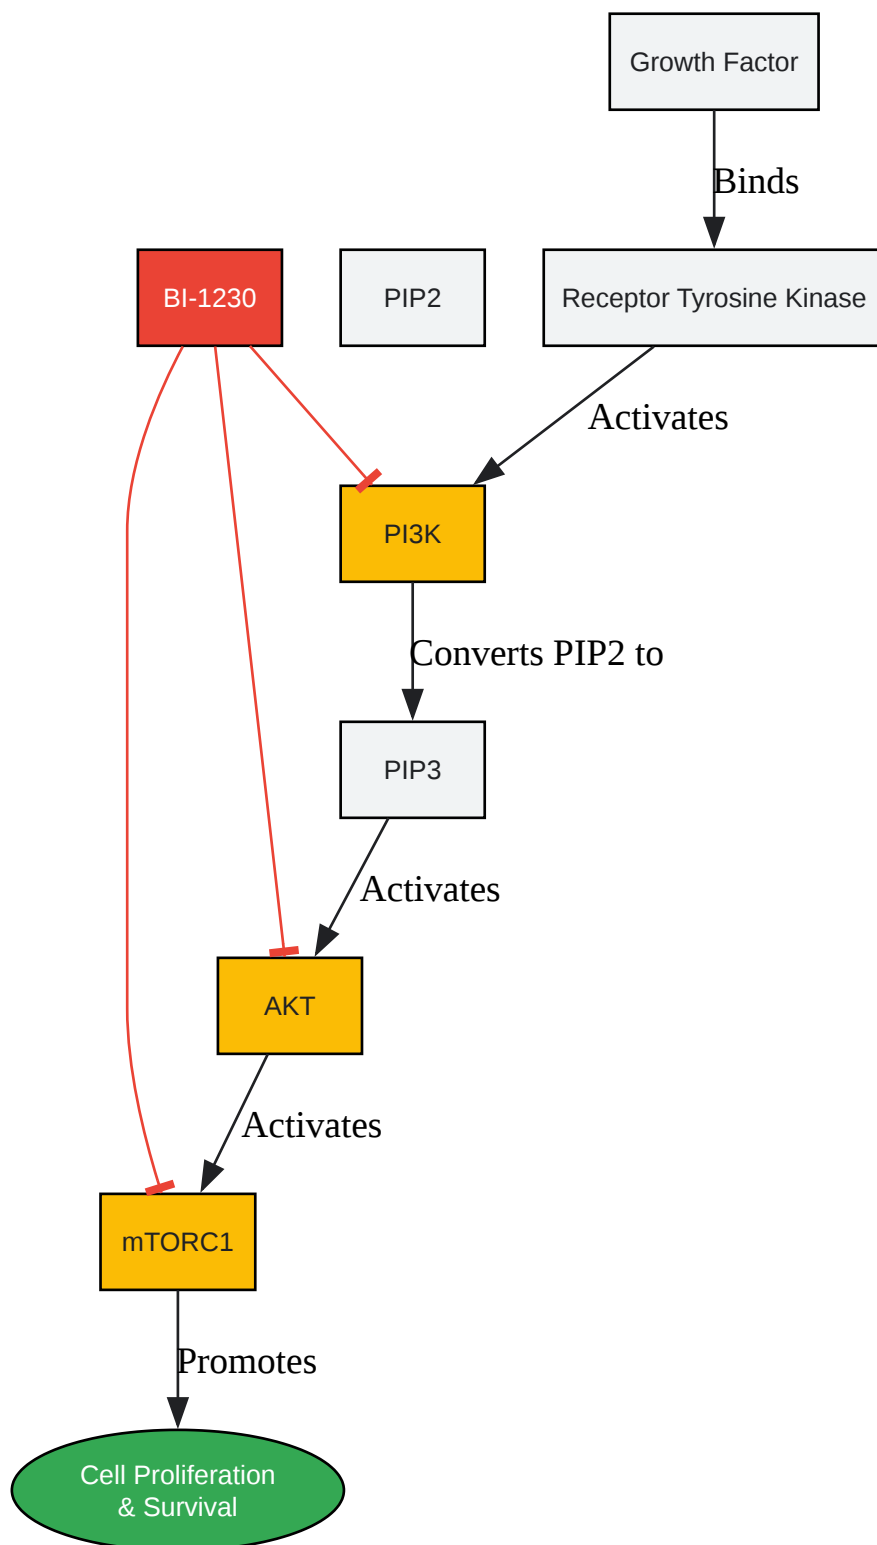 Growth Factor
Binds
BI-1230
PIP2
Receptor Tyrosine Kinase
Activates
PI3K
Converts PIP2 to
PIP3
Activates
AKT
Activates
mTORC1
Promotes
Cell Proliferation
& Survival